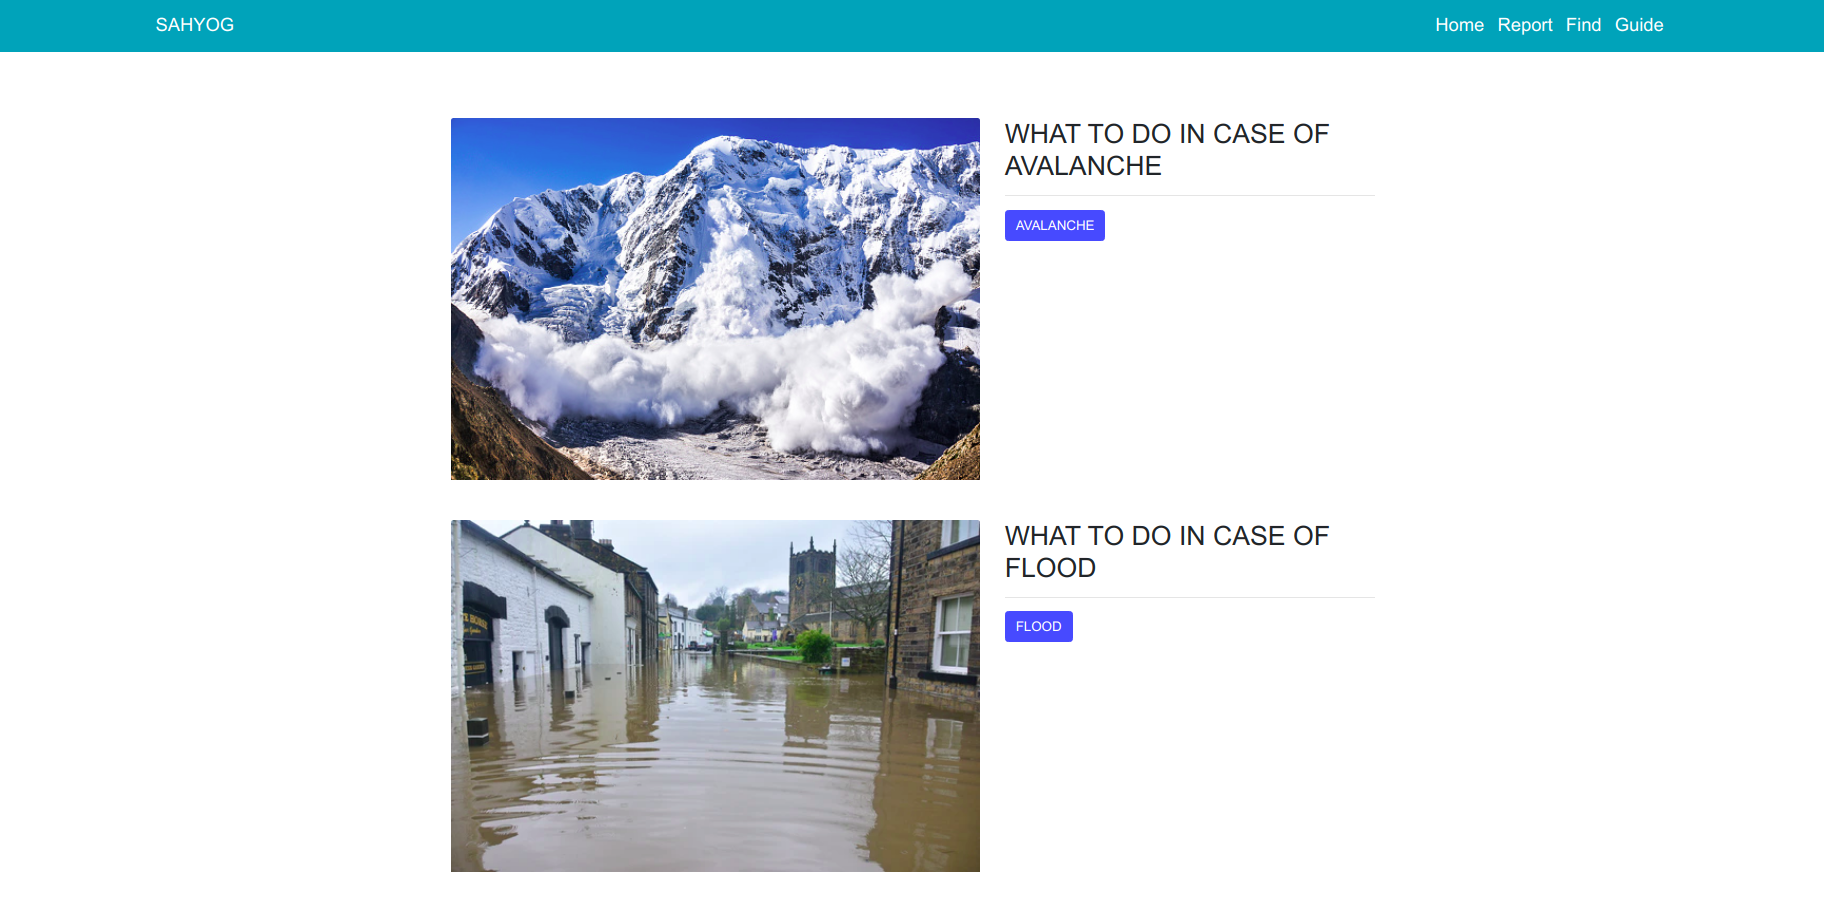 SAHYOG
Home Report Find Guide
WHAT TO DO IN CASE OF
AVALANCHE
AVALANCHE
WHAT TO DO IN CASE OF
FLOOD
FLOOD